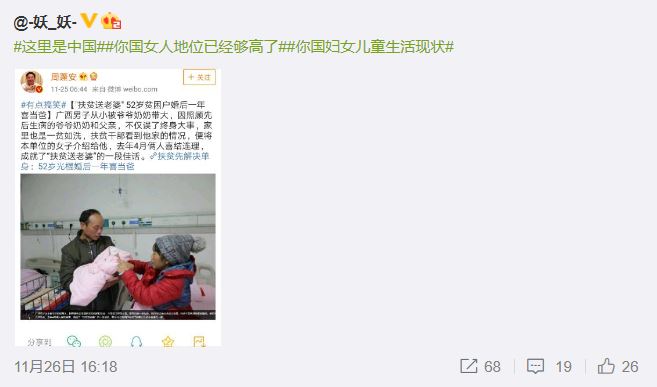 @-妖_妖-
#这里是中国##你国女人地位已经够高了##你国妇女儿童生活现状#
周蓬安
+ 关注
11-25 06:44 来自 微博 weibo.com
#有点搞笑#【“扶贫送老婆” 52岁贫困户婚后一年
喜当爸】广西男子从小被爷爷奶奶带大，因照顾先
后生病的爷爷奶奶和父亲，不仅误了终身大事，家
里也是一贫如洗，扶贫干部看到他家的情况，便将
本单位的女子介绍给他，去年4月俩人喜结连理，
成就了“扶贫送老婆”的一段佳话。扶贫先解决单
身：52岁光棍婚后一年喜当爸
分享到
11月26日 16:18
68
19
26